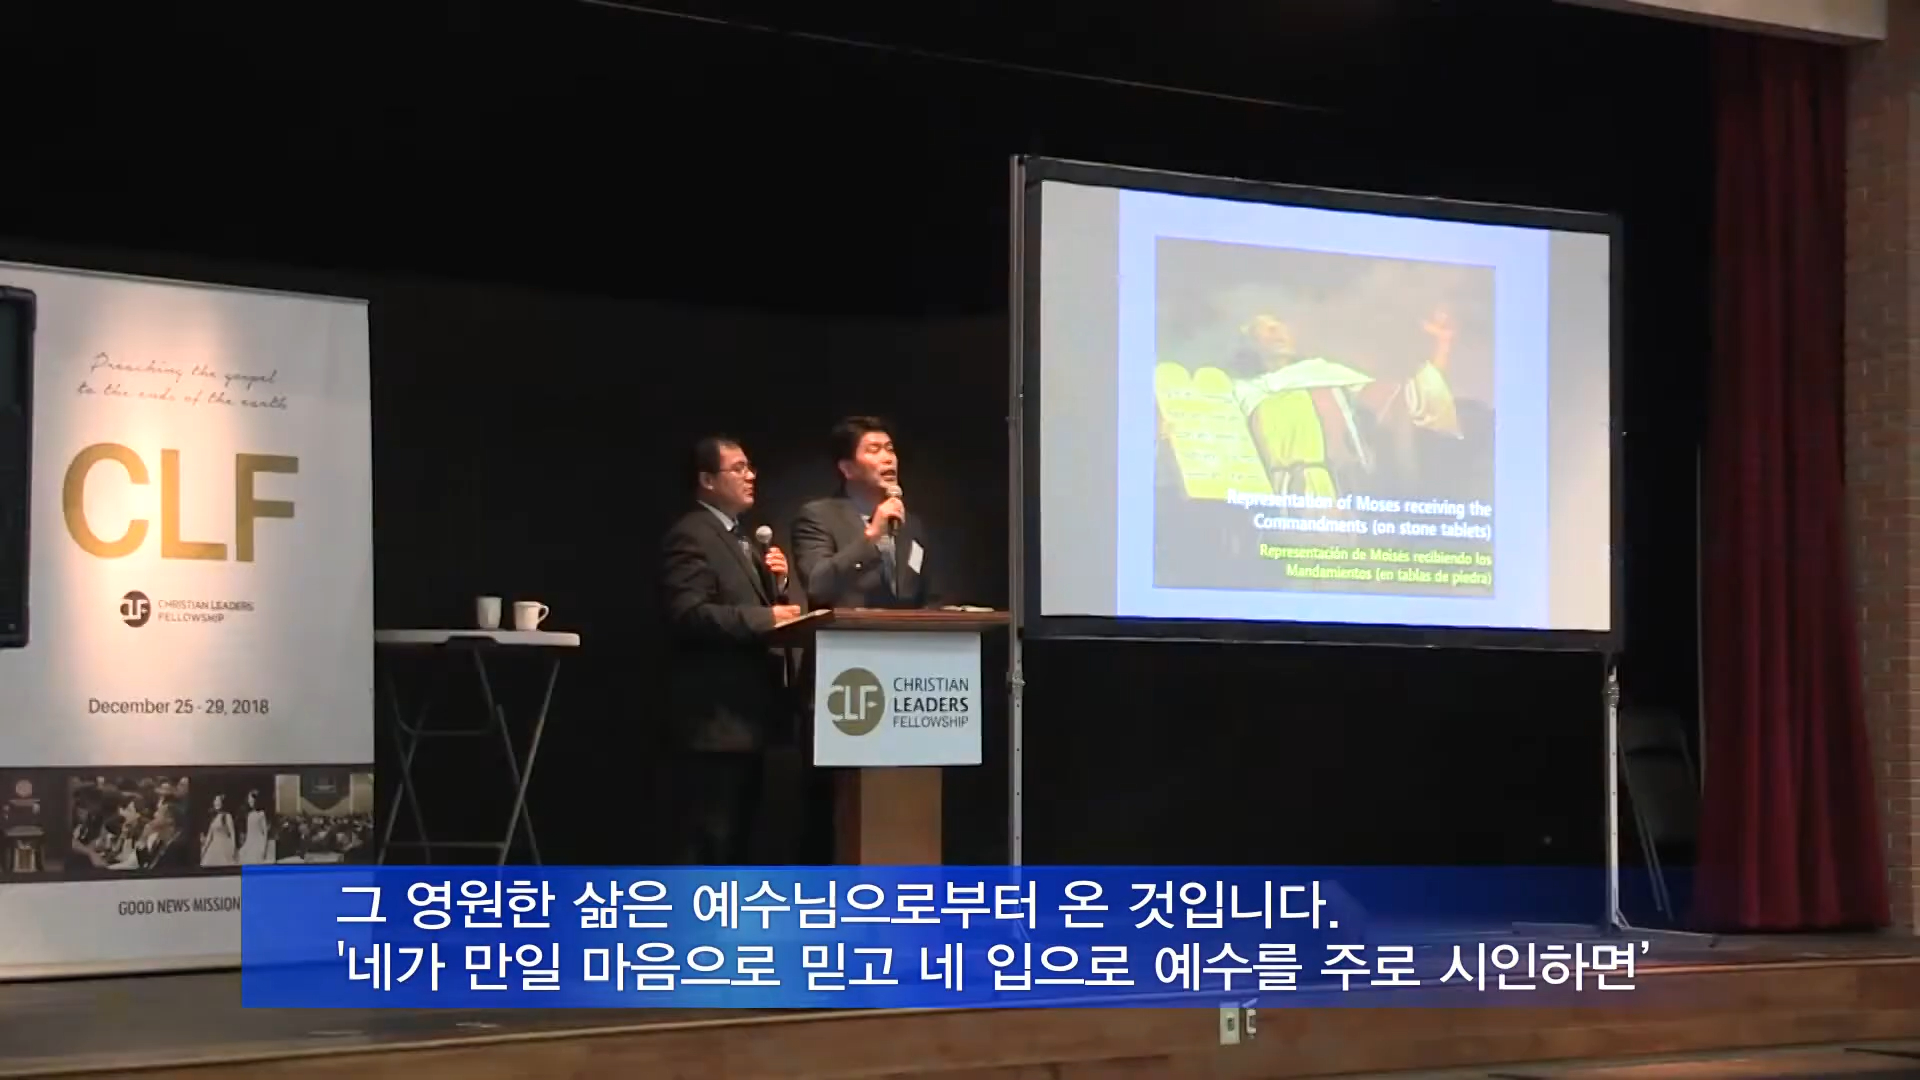 Preaching the gospel
to the ends of the earth
CLF
CLF
CHRISTIAN LEADERS
FELLOWSHIP
December 25 - 29, 2018
GOOD NEWS MISSION
CLF
CHRISTIAN
LEADERS
FELLOWSHIP
Representation of Moses receiving the
Commandments (on stone tablets)
Representación de Moisés recibiendo los
Mandamientos (en tablas de piedra)
그 영원한 삶은 예수님으로부터 온 것입니다.
'네가 만일 마음으로 믿고 네 입으로 예수를 주로 시인하면’